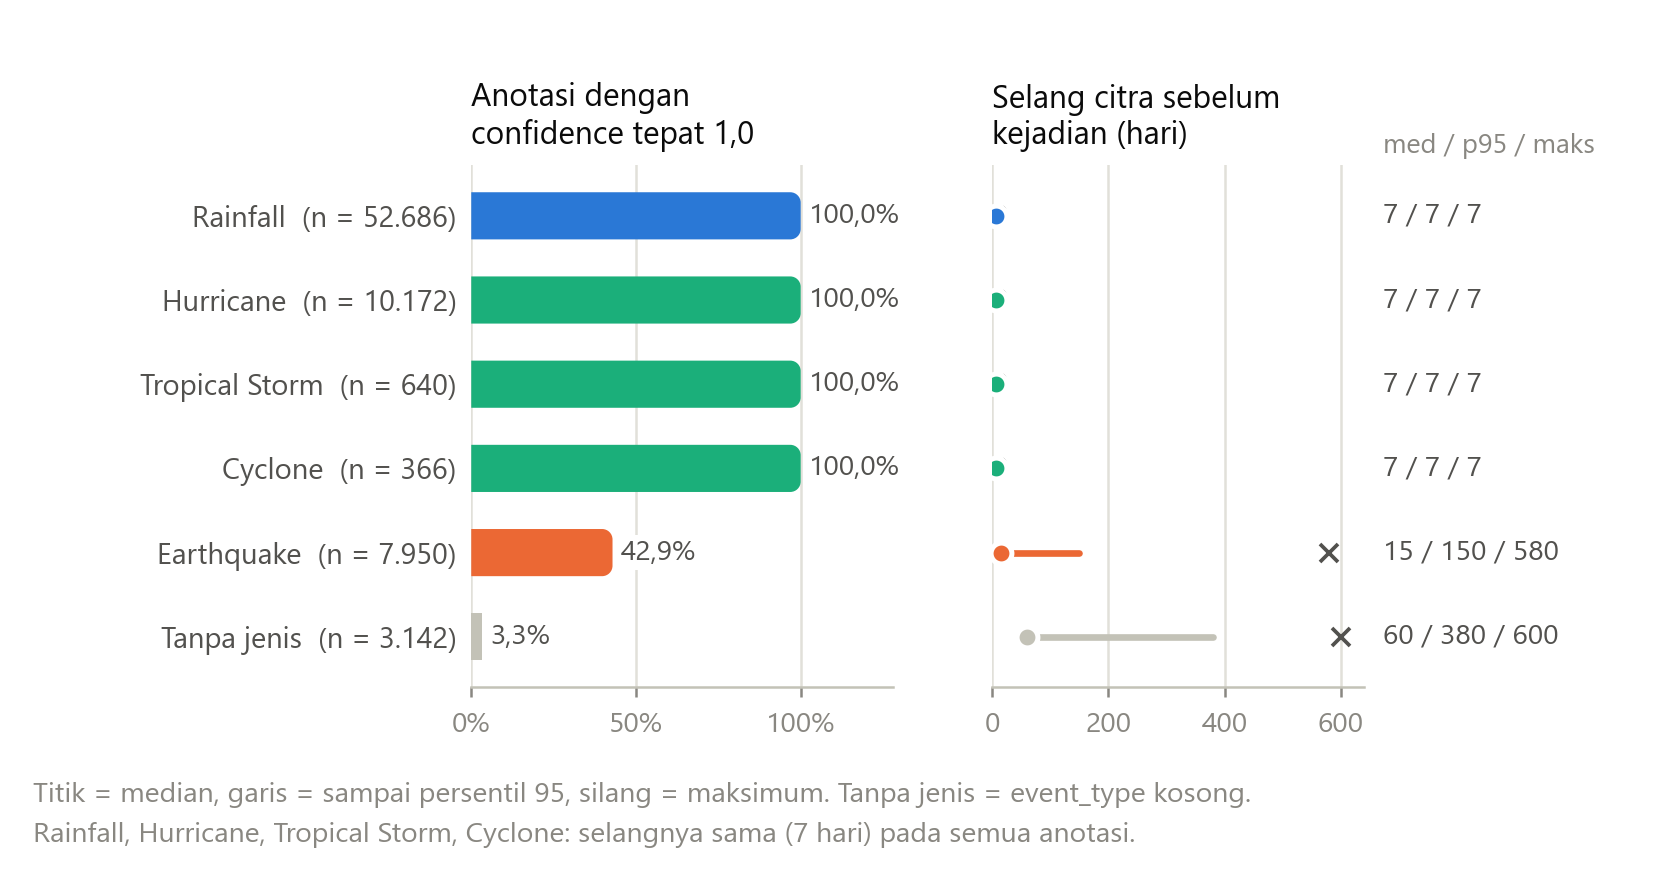 Anotasi dengan
confidence tepat 1,0
Selang citra sebelum
kejadian (hari)
med / p95 / maks
Rainfall (n = 52.686) 100,0% 7 / 7 / 7
Hurricane (n = 10.172) 100,0% 7 / 7 / 7
Tropical Storm (n = 640) 100,0% 7 / 7 / 7
Cyclone (n = 366) 100,0% 7 / 7 / 7
Earthquake (n = 7.950) 42,9% 15 / 150 / 580
Tanpa jenis (n = 3.142) 3,3% 60 / 380 / 600
0% 50% 100% 0 200 400 600
Titik = median, garis = sampai persentil 95, silang = maksimum. Tanpa jenis = event_type kosong.
Rainfall, Hurricane, Tropical Storm, Cyclone: selangnya sama (7 hari) pada semua anotasi.